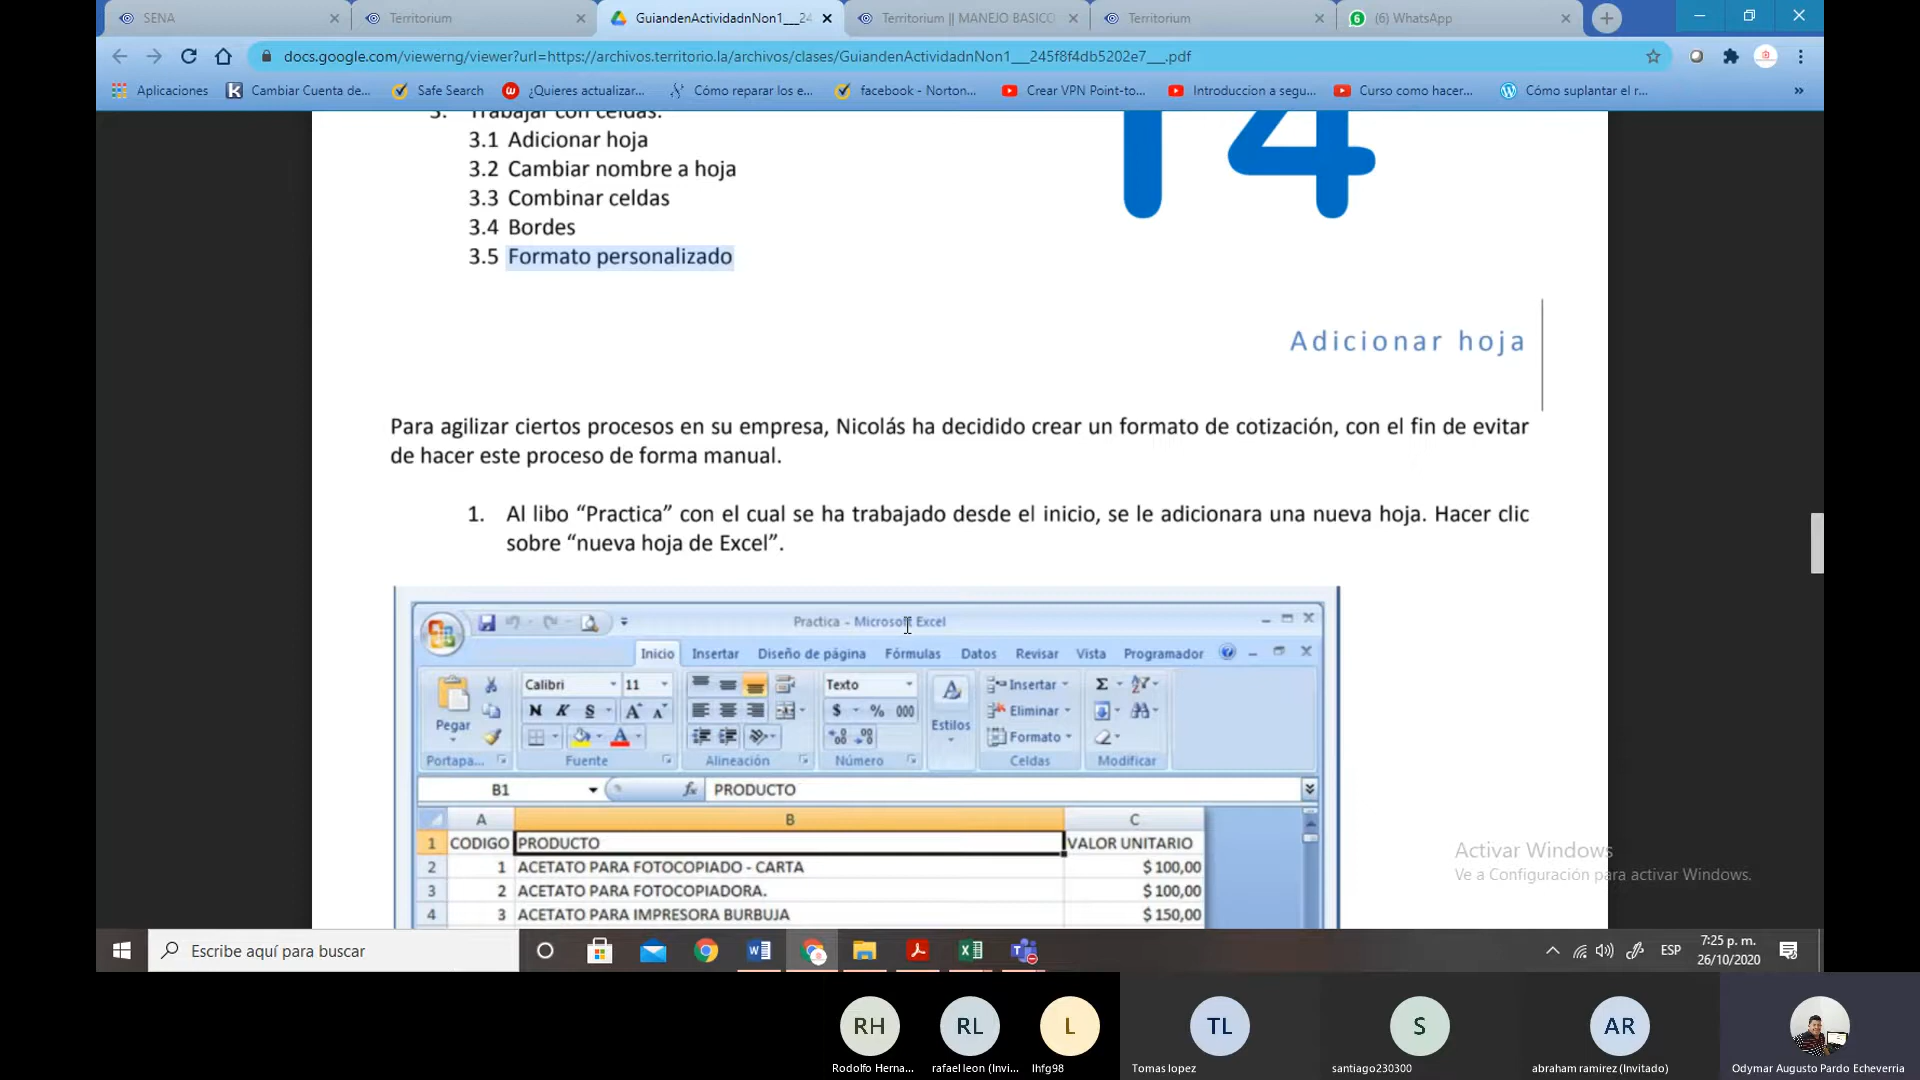 SENA
Territorium
GuiandenActividadnNon1___24
Territorium || MANEJO BASICO
Territorium
(6) WhatsApp
docs.google.com/viewerng/viewer?url=https://archivos.territorio.la/archivos/clases/GuiandenActividadnNon1___245f8f4db5202e7___.pdf
Aplicaciones
Cambiar Cuenta de...
Safe Search
¿Quieres actualizar...
Cómo reparar los e...
facebook - Norton...
Crear VPN Point-to...
Introduccion a segu...
Curso como hacer...
Cómo suplantar el r...
»
3. Trabajar con celdas:
3.1 Adicionar hoja
3.2 Cambiar nombre a hoja
3.3 Combinar celdas
3.4 Bordes
3.5 Formato personalizado
14
Adicionar hoja
Para agilizar ciertos procesos en su empresa, Nicolás ha decidido crear un formato de cotización, con el fin de evitar
de hacer este proceso de forma manual.
1. Al libo “Practica” con el cual se ha trabajado desde el inicio, se le adicionara una nueva hoja. Hacer clic
sobre “nueva hoja de Excel”.
Practica - Microsoft Excel
Inicio Insertar Diseño de página Fórmulas Datos Revisar Vista Programador
Pegar
Calibri 11
Texto
N K S
$ % 000
Estilos
Insertar
Eliminar
Formato
Σ
Portapa... Fuente Alineación Número Celdas Modificar
B1 fx PRODUCTO
A B C
1 CODIGO PRODUCTO VALOR UNITARIO
2 1 ACETATO PARA FOTOCOPIADO - CARTA $ 100,00
3 2 ACETATO PARA FOTOCOPIADORA. $ 100,00
4 3 ACETATO PARA IMPRESORA BURBUJA $ 150,00
Activar Windows
Ve a Configuración para activar Windows.
Escribe aquí para buscar
ESP
7:25 p. m.
26/10/2020
RH
RL
L
TL
S
AR
Rodolfo Herna...
rafael leon (Invi...
lhfg98
Tomas lopez
santiago230300
abraham ramirez (Invitado)
Odymar Augusto Pardo Echeverria